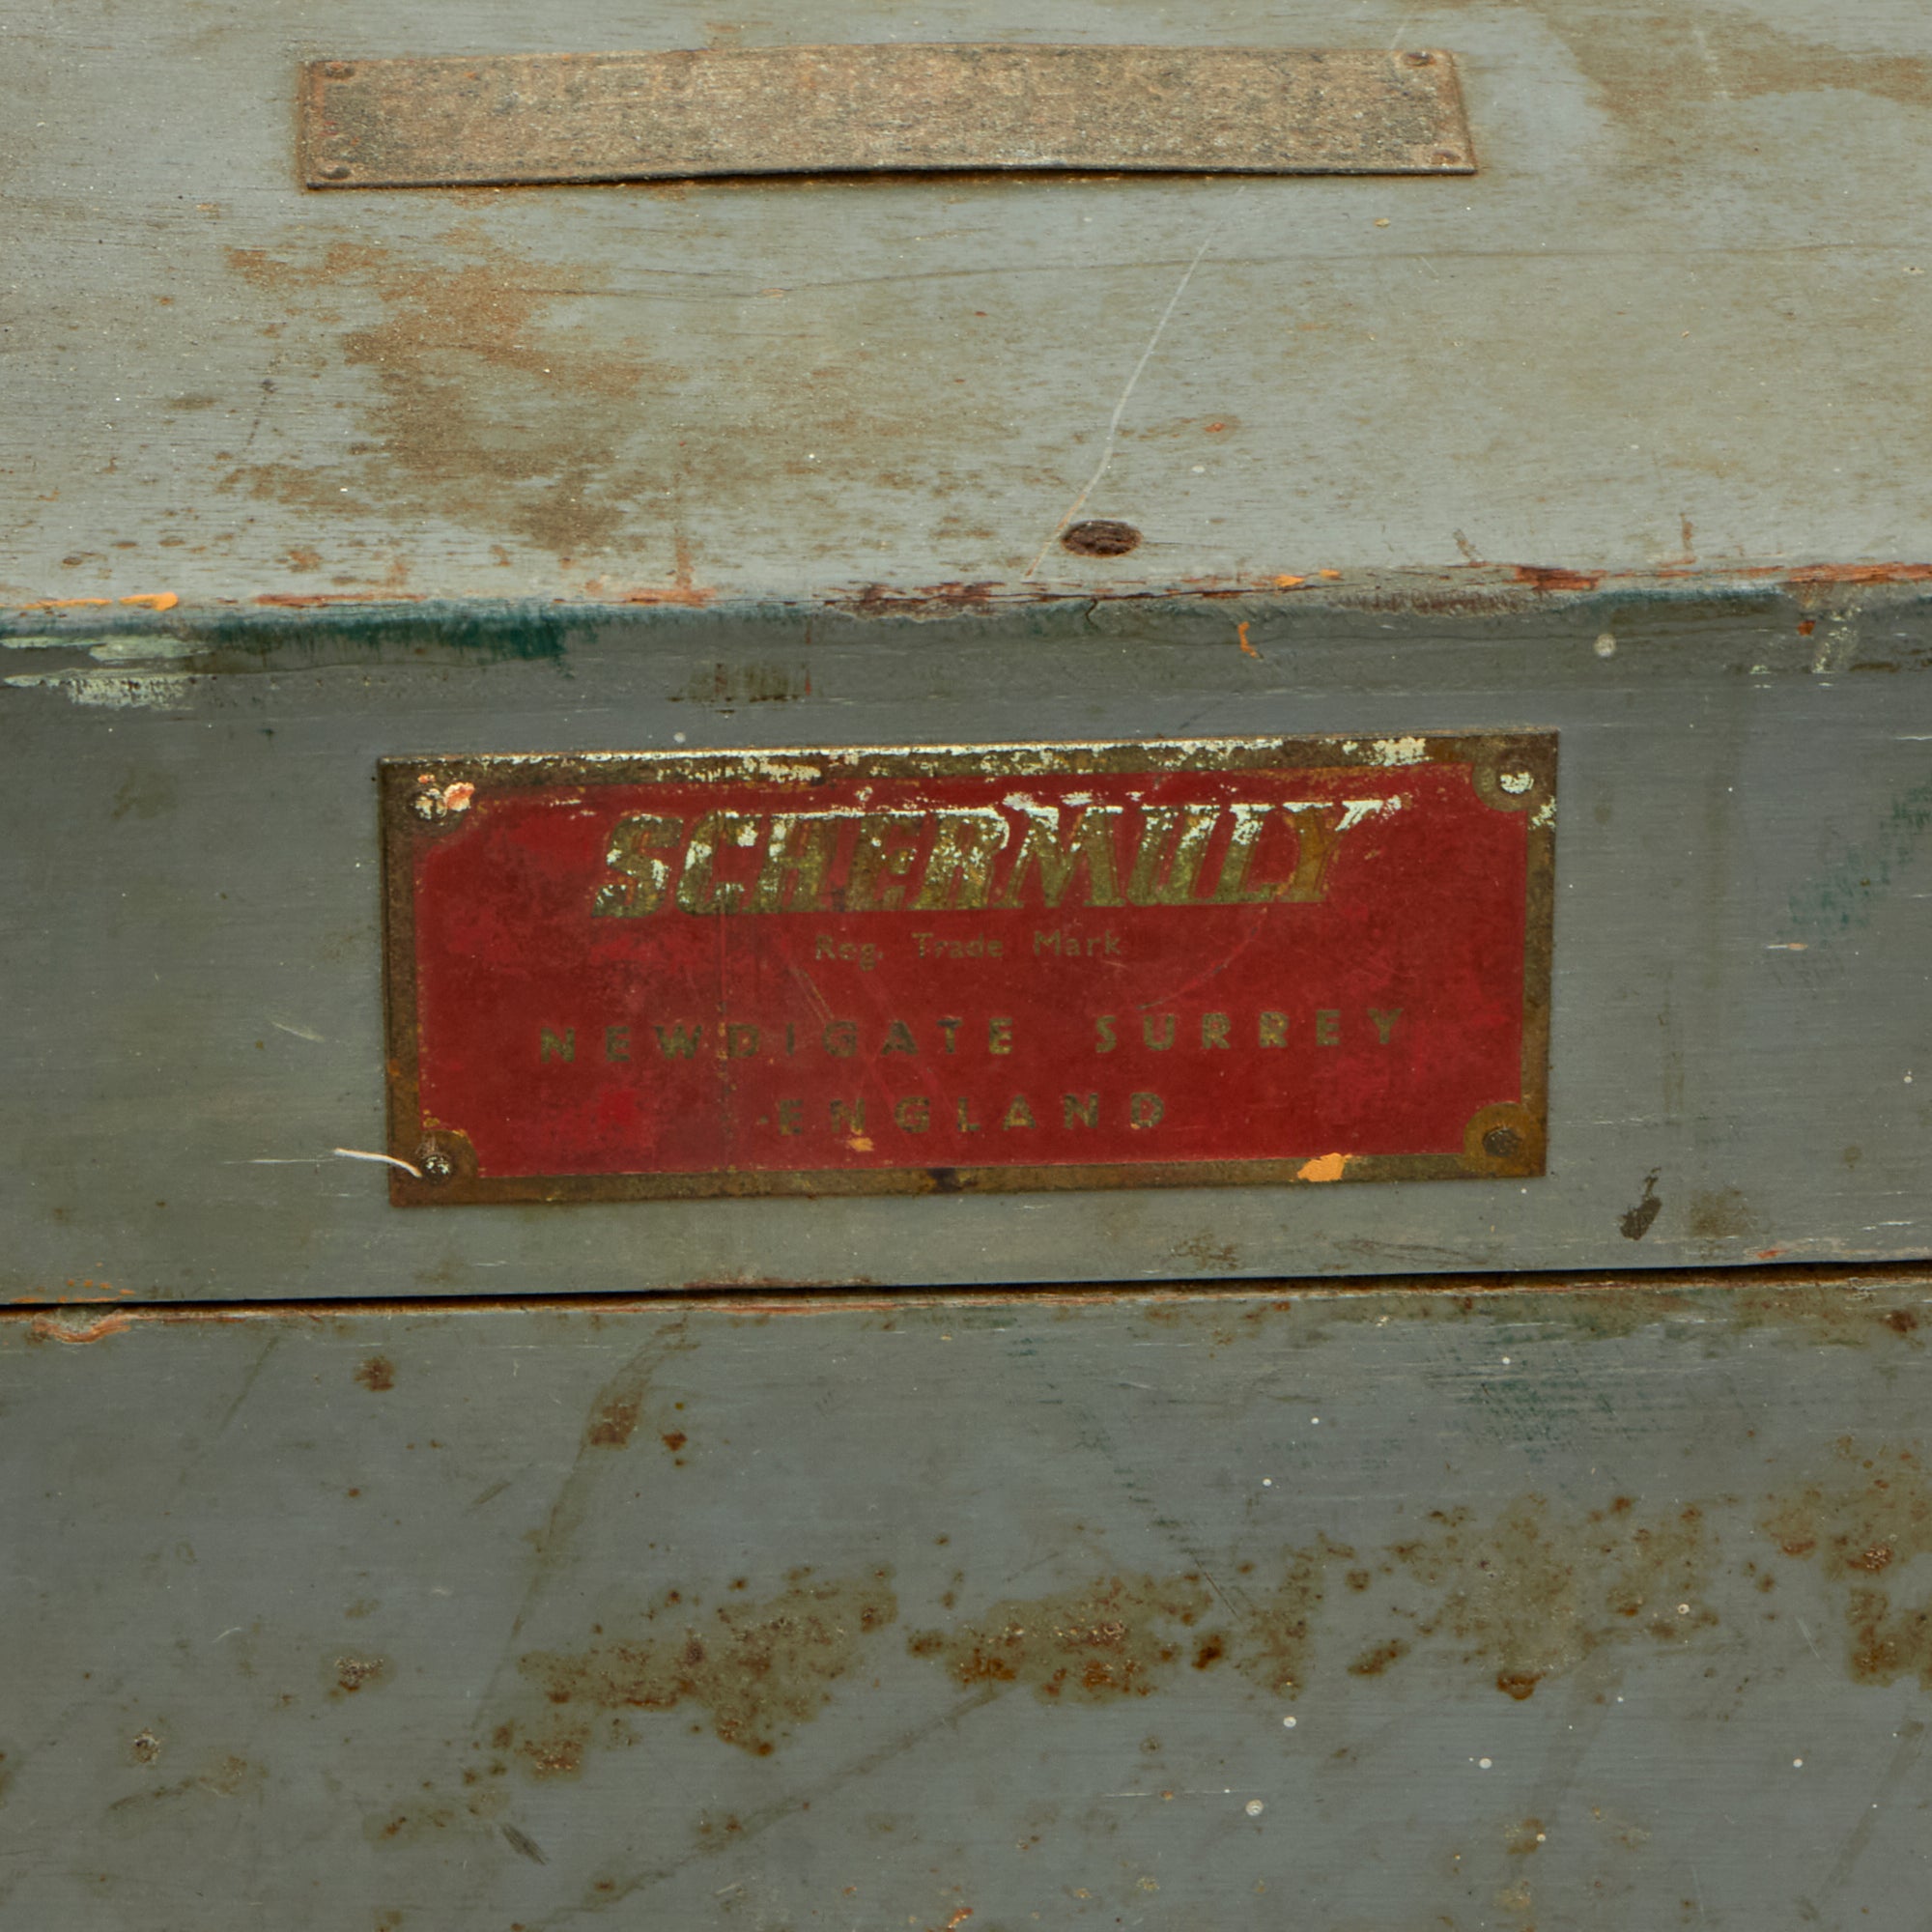 SCHERMULY
Reg. Trade Mark
NEWDIGATE SURREY
ENGLAND